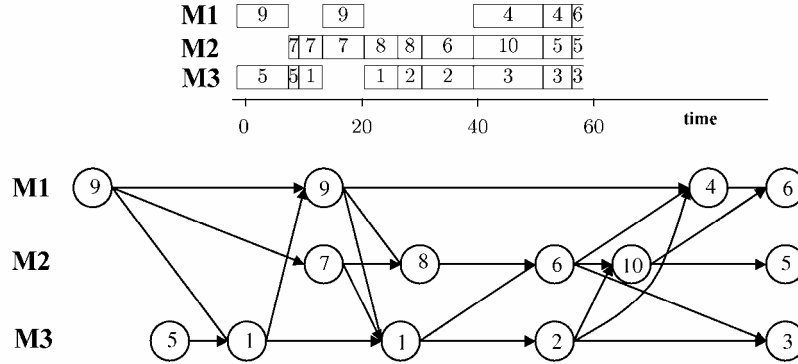 M1 9 9 4 4 6
M2 7 7 7 8 8 6 10 5 5
M3 5 5 1 1 2 2 3 3 3
0 20 40 60 time
M1 9 9 4 6
M2 7 8 6 10 5
M3 5 1 1 2 3